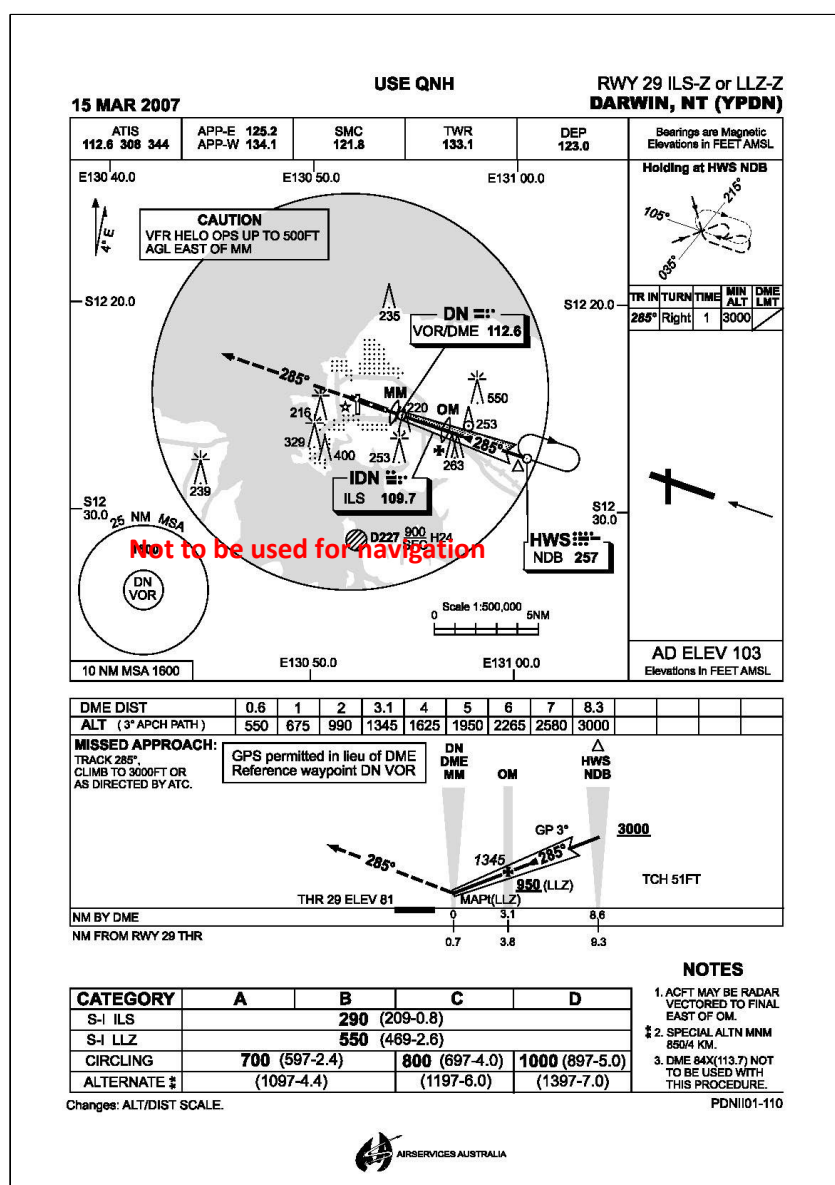 USE QNH
RWY 29 ILS-Z or LLZ-Z
15 MAR 2007
DARWIN, NT (YPDN)
ATIS
112.6 308 344
APP-E 125.2
APP-W 134.1
SMC
121.8
TWR
133.1
DEP
123.0
Bearings are Magnetic
Elevations in FEET AMSL
E130 40.0
E130 50.0
E131 00.0
4° E
CAUTION
VFR HELO OPS UP TO 500FT
AGL EAST OF MM
Holding at HWS NDB
105°
215°
035°
TR IN TURN TIME MIN ALT DME LMT
285° Right 1 3000
S12 20.0
S12 20.0
235
DN
VOR/DME 112.6
285°
MM
OM
550
216
220
253
329
400
253
263
285°
239
IDN
ILS 109.7
S12
30.0
S12
30.0
25 NM MSA
DN
VOR
D227 900 H24
HWS
NDB 257
Not to be used for navigation
Scale 1:500,000
0 5NM
10 NM MSA 1600
E130 50.0
E131 00.0
AD ELEV 103
Elevations in FEET AMSL
DME DIST 0.6 1 2 3.1 4 5 6 7 8.3
ALT (3° APCH PATH) 550 675 990 1345 1625 1950 2265 2580 3000
MISSED APPROACH:
TRACK 285°,
CLIMB TO 3000FT OR
AS DIRECTED BY ATC.
GPS permitted in lieu of DME
Reference waypoint DN VOR
DN
DME
MM
OM
HWS
NDB
GP 3°
3000
285°
1345
285°
950 (LLZ)
TCH 51FT
THR 29 ELEV 81
MAPt(LLZ)
NM BY DME 0 3.1 8.6
NM FROM RWY 29 THR 0.7 3.8 9.3
CATEGORY A B C D
S-I ILS 290 (209-0.8)
S-I LLZ 550 (469-2.6)
CIRCLING 700 (597-2.4) 800 (697-4.0) 1000 (897-5.0)
ALTERNATE ‡ (1097-4.4) (1197-6.0) (1397-7.0)
NOTES
1. ACFT MAY BE RADAR
VECTORED TO FINAL
EAST OF OM.
‡ 2. SPECIAL ALTN MNM
850/4 KM.
3. DME 84X(113.7) NOT
TO BE USED WITH
THIS PROCEDURE.
Changes: ALT/DIST SCALE.
PDNII01-110
AIRSERVICES AUSTRALIA